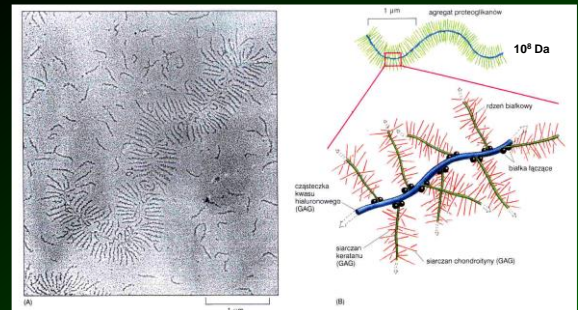 1 μm
agregat proteoglikanów
10⁸ Da
rdzeń białkowy
białka łączące
cząsteczka
kwasu
hialuronowego
(GAG)
siarczan
keratanu (GAG)
siarczan chondroityny (GAG)
(A)
1 μm
(B)